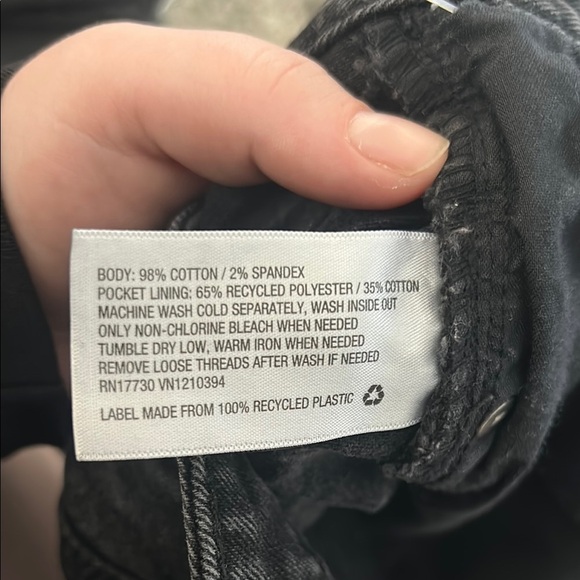 BODY: 98% COTTON / 2% SPANDEX
POCKET LINING: 65% RECYCLED POLYESTER / 35% COTTON
MACHINE WASH COLD SEPARATELY, WASH INSIDE OUT
ONLY NON-CHLORINE BLEACH WHEN NEEDED
TUMBLE DRY LOW, WARM IRON WHEN NEEDED
REMOVE LOOSE THREADS AFTER WASH IF NEEDED
RN17730 VN1210394
LABEL MADE FROM 100% RECYCLED PLASTIC